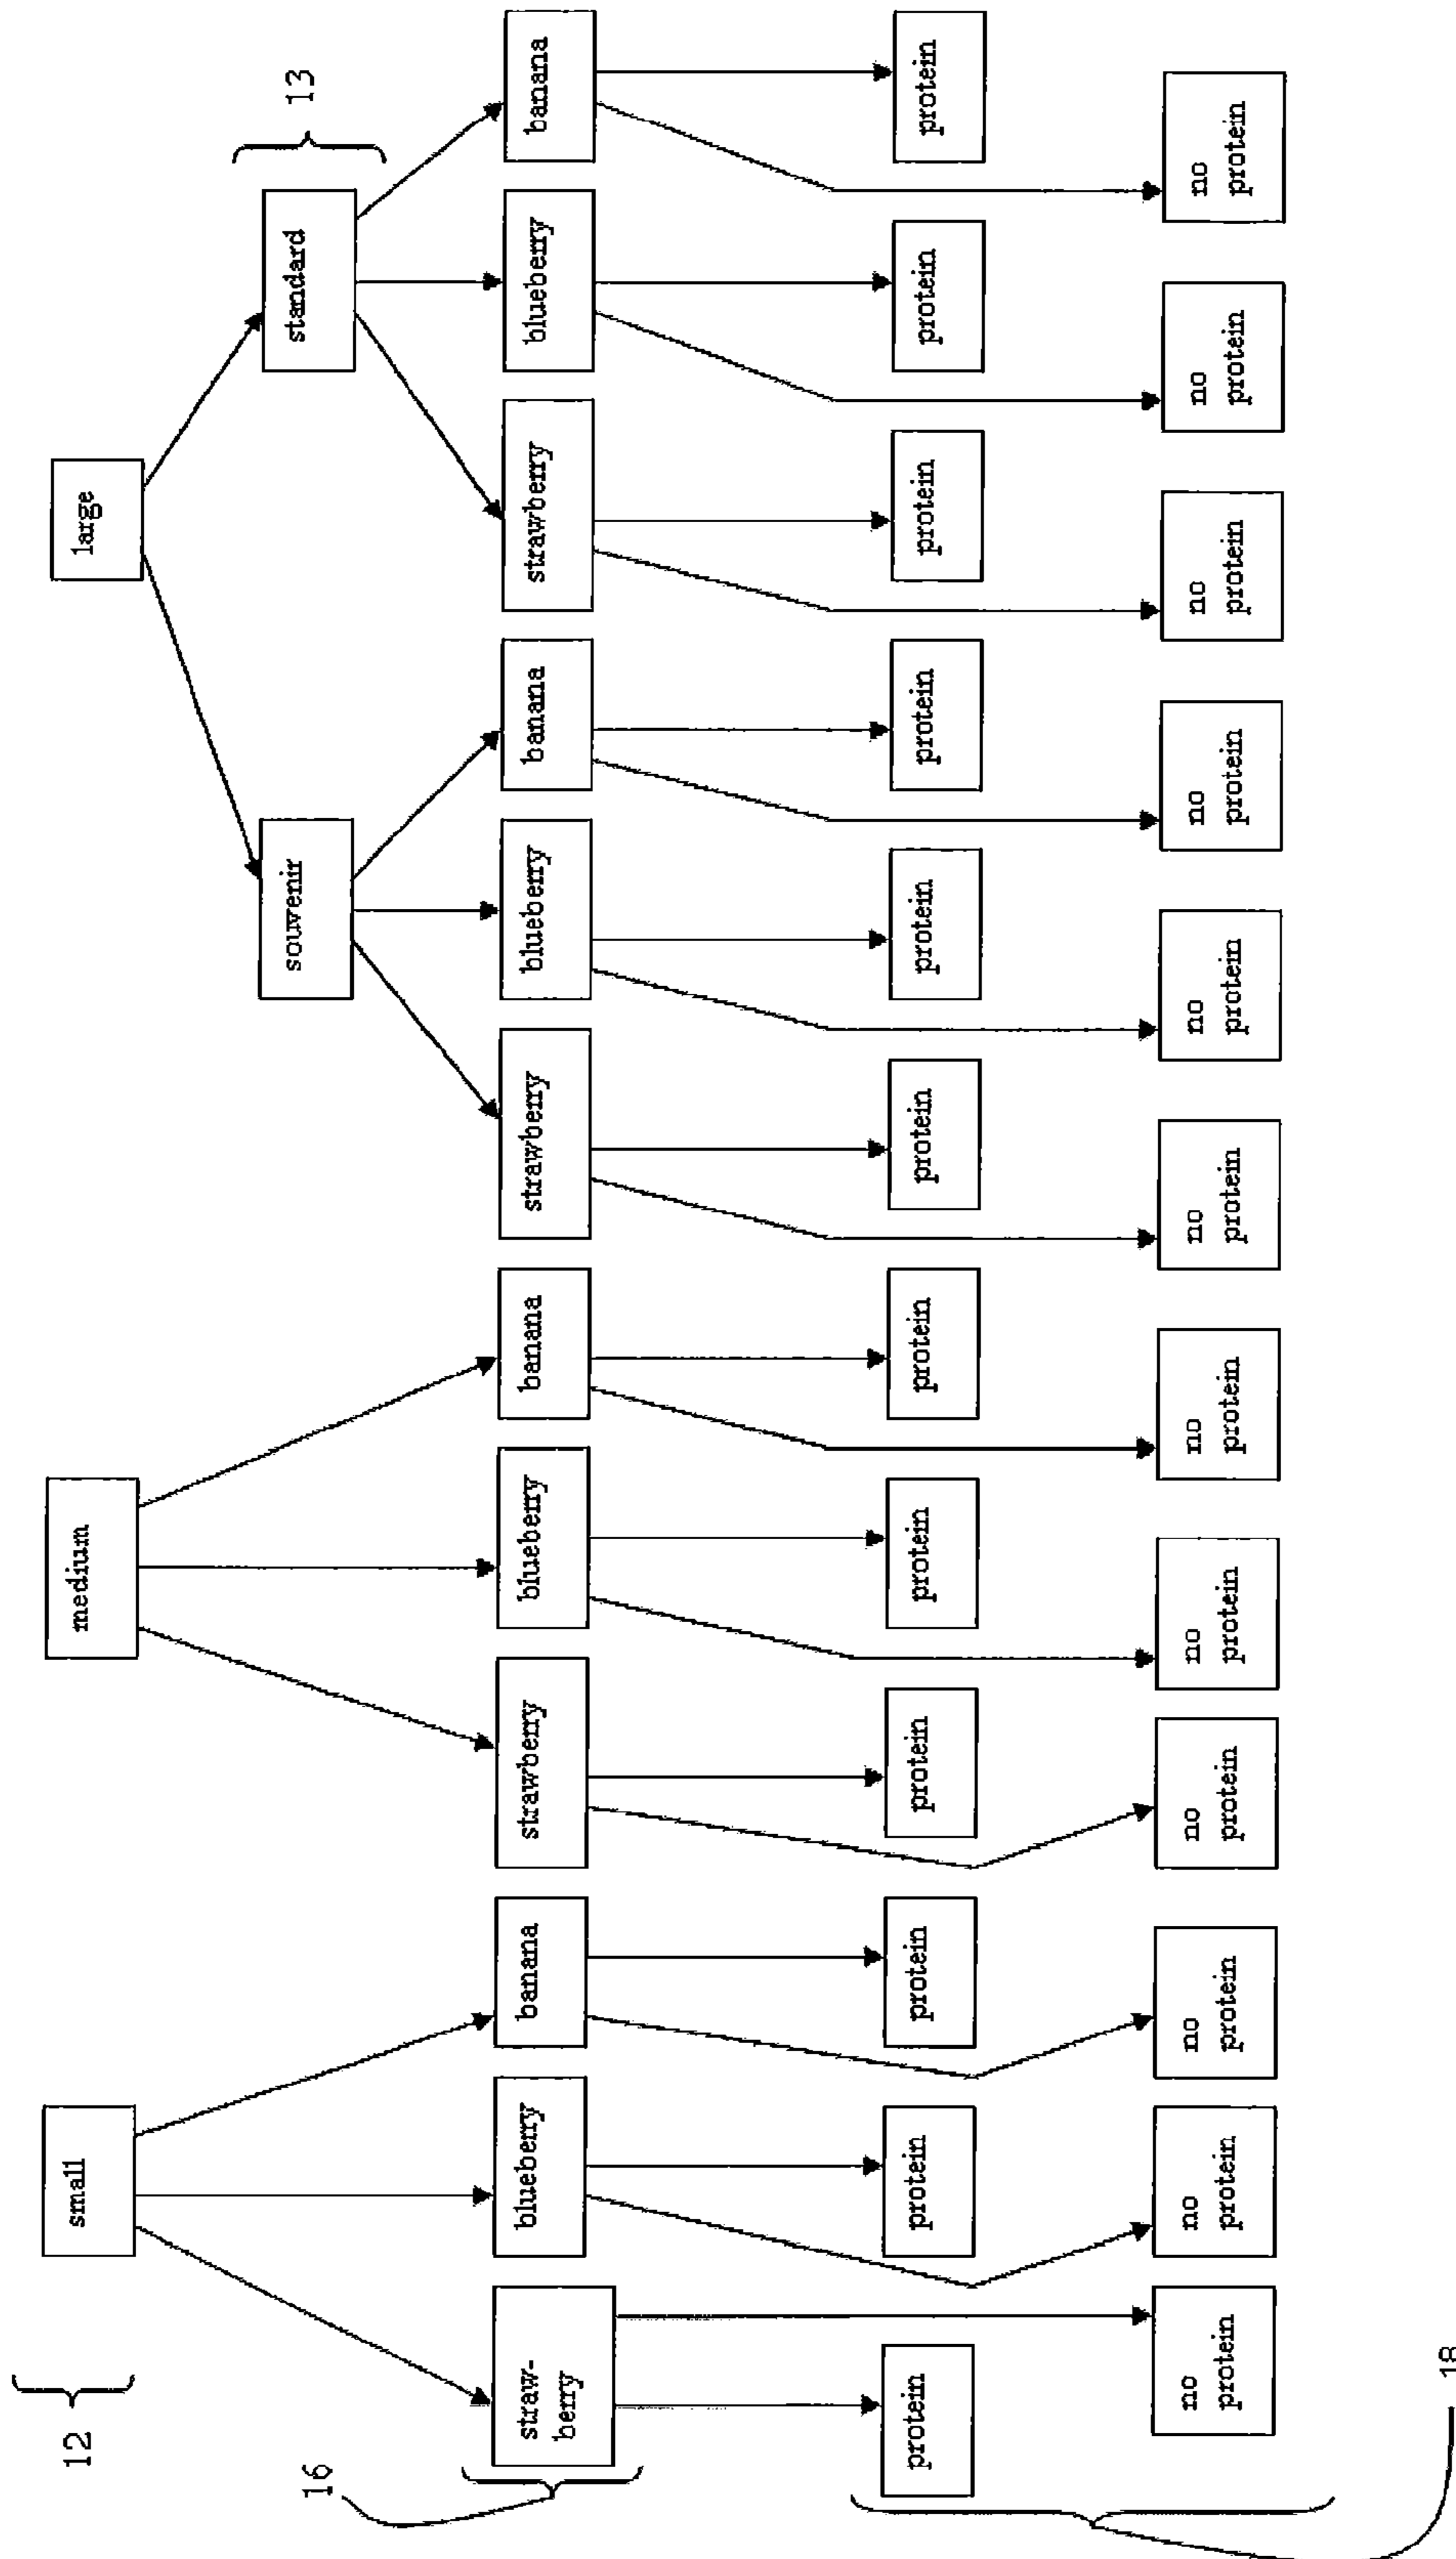 12
small
medium
large
13
souvenir
standard
16
straw-
berry
blueberry
banana
strawberry
blueberry
banana
strawberry
blueberry
banana
strawberry
blueberry
banana
protein
protein
protein
protein
protein
protein
protein
protein
protein
protein
protein
protein
no
protein
no
protein
no
protein
no
protein
no
protein
no
protein
no
protein
no
protein
no
protein
no
protein
no
protein
no
protein
18